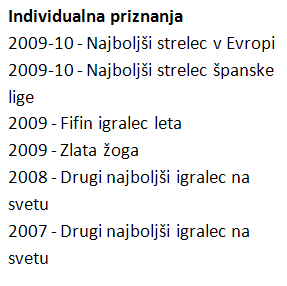 Individualna priznanja
2009-10 - Najboljši strelec v Evropi
2009-10 - Najboljši strelec španske
lige
2009 - Fifin igralec leta
2009 - Zlata žoga
2008 - Drugi najboljši igralec na
svetu
2007 - Drugi najboljši igralec na
svetu